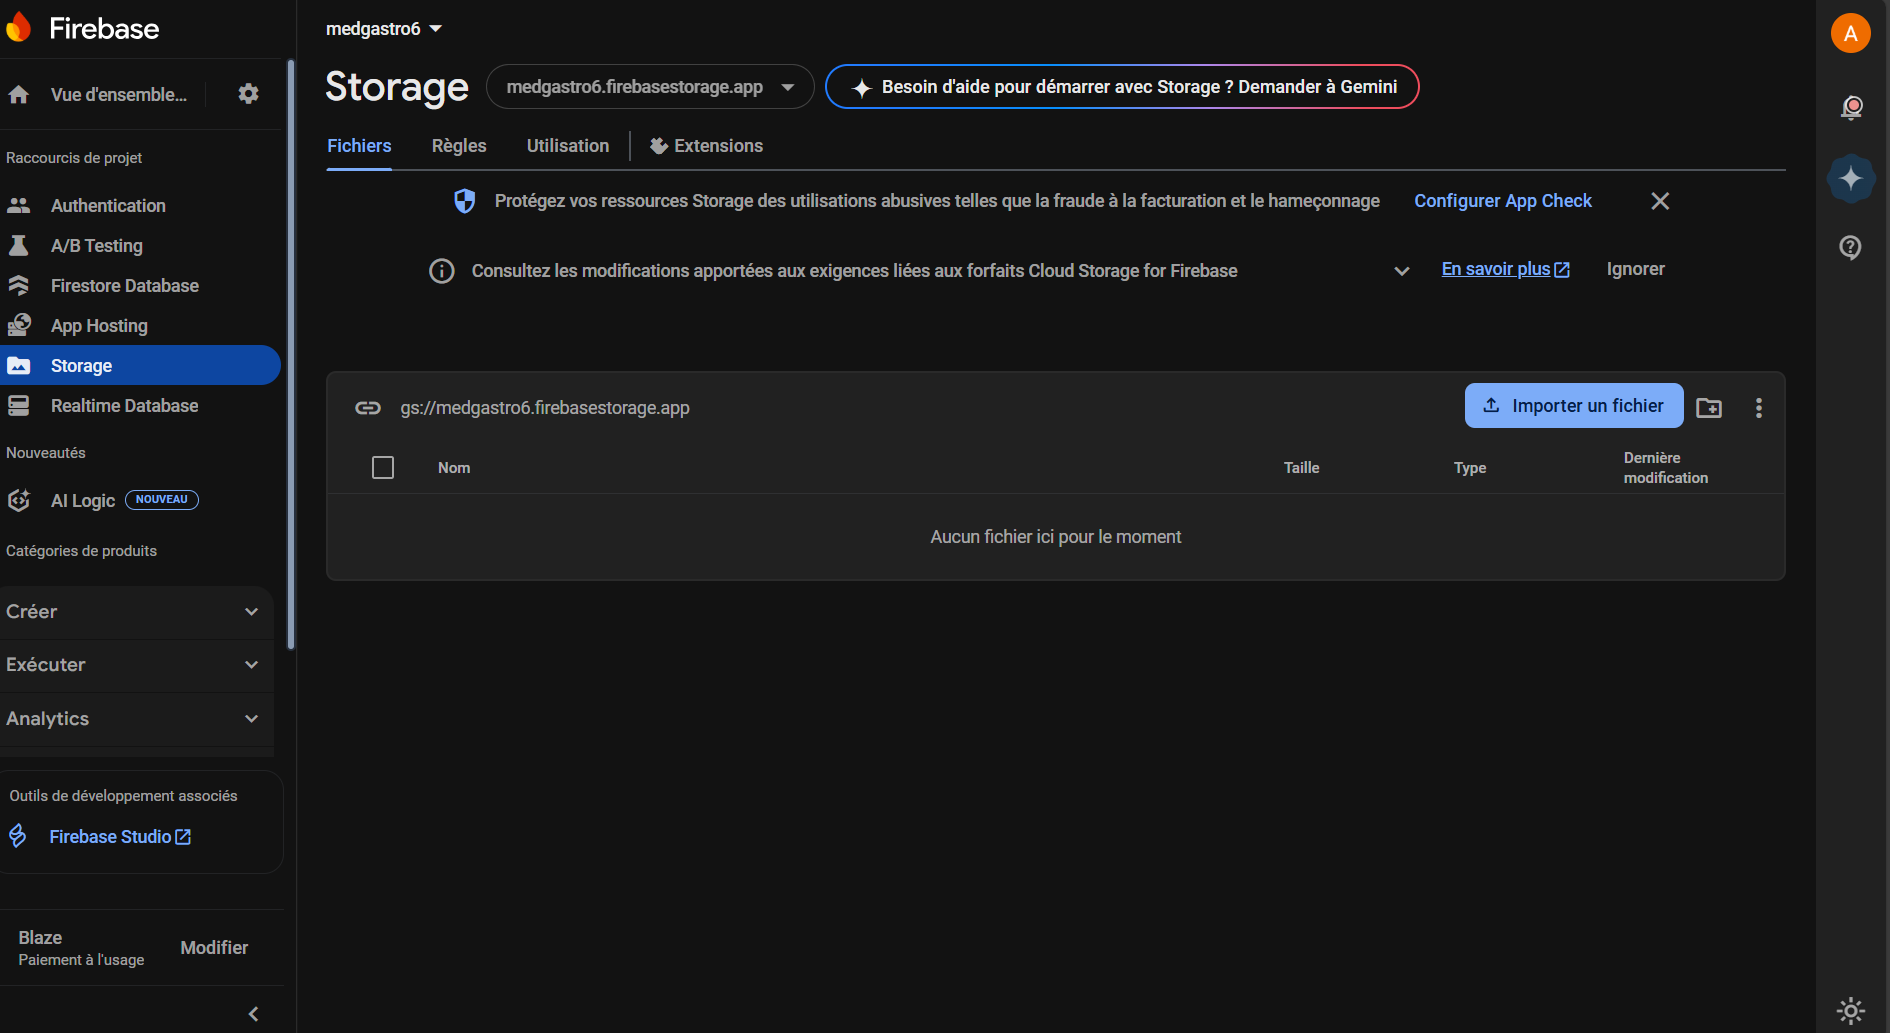 Firebase
Vue d'ensemble...
Raccourcis de projet
Authentication
A/B Testing
Firestore Database
App Hosting
Storage
Realtime Database
Nouveautés
AI Logic NOUVEAU
Catégories de produits
Créer
Exécuter
Analytics
Outils de développement associés
Firebase Studio
Blaze
Paiement à l'usage
Modifier
medgastro6
Storage
medgastro6.firebasestorage.app
Besoin d'aide pour démarrer avec Storage ? Demander à Gemini
Fichiers Règles Utilisation Extensions
Protégez vos ressources Storage des utilisations abusives telles que la fraude à la facturation et le hameçonnage Configurer App Check
Consultez les modifications apportées aux exigences liées aux forfaits Cloud Storage for Firebase En savoir plus Ignorer
gs://medgastro6.firebasestorage.app Importer un fichier
Nom Taille Type Dernière
modification
Aucun fichier ici pour le moment
A